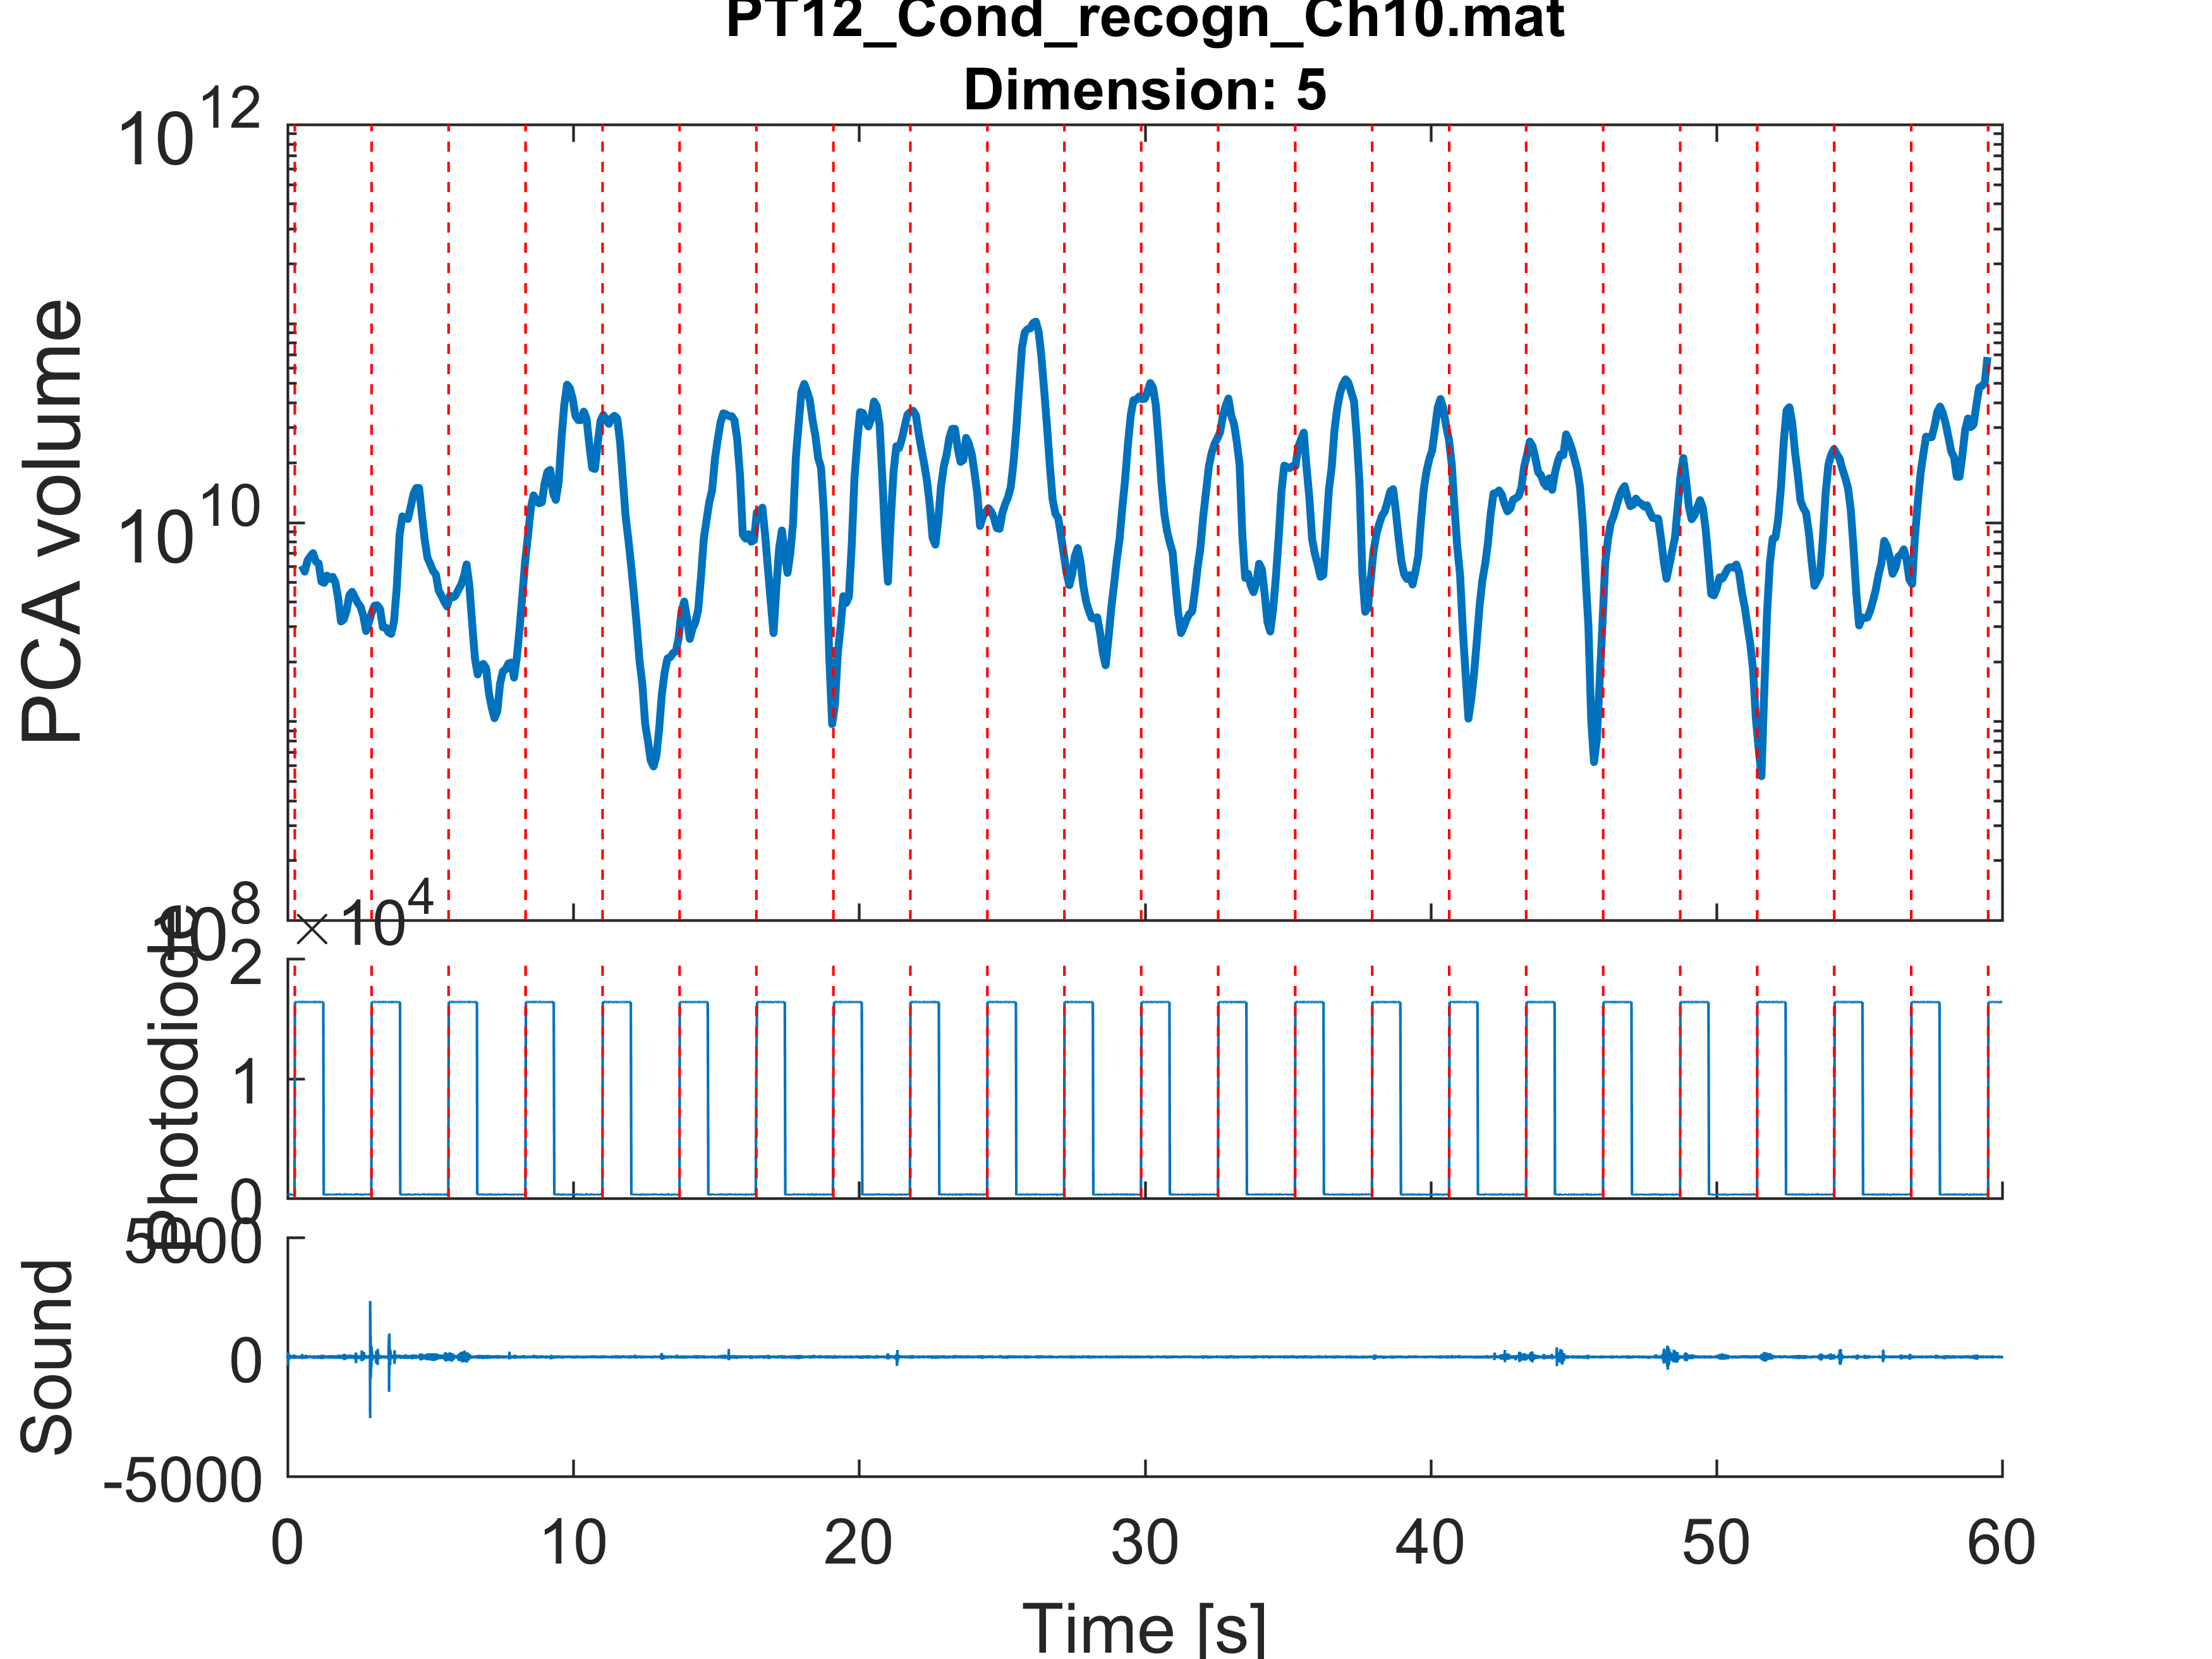 PT12_Cond_recogn_Ch10.mat
Dimension: 5
10^12
10^10
10^8
PCA volume
×10^4
2
1
0
Photodiode
5000
0
-5000
Sound
0 10 20 30 40 50 60
Time [s]